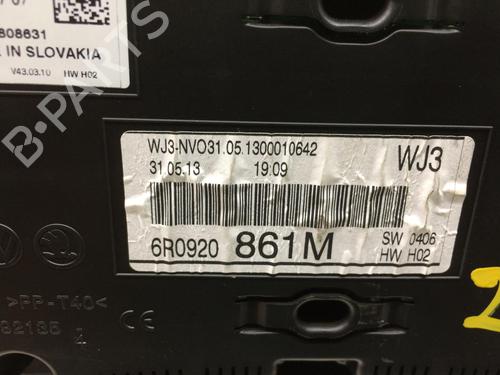 808631
IN SLOVAKIA
V43.03.10 HW H02
WJ3-NVO31.05.1300010642
31.05.13 19:09
WJ3
6R0920 861M
SW 0406
HW H02
>PP-T40<
B-PARTS